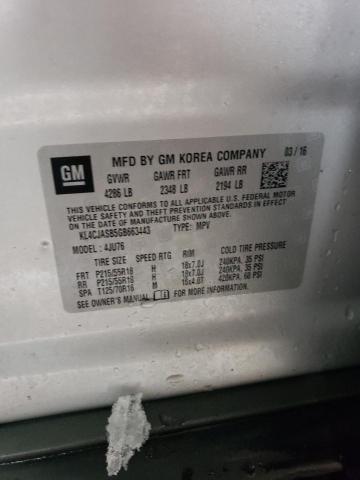 GM
MFD BY GM KOREA COMPANY 03/16
GVWR GAWR FRT GAWR RR
4286 LB 2348 LB 2194 LB
THIS VEHICLE CONFORMS TO ALL APPLICABLE U.S. FEDERAL MOTOR
VEHICLE SAFETY, BUMPER, AND THEFT PREVENTION STANDARDS IN EFFECT ON THE
DATE OF MANUFACTURE SHOWN ABOVE.
KL4CJASB5GB663443 TYPE: MPV
MODEL: 4JU76
TIRE SIZE SPEED RTG RIM COLD TIRE PRESSURE
FRT P215/55R18 H 18x7.0J 240KPA, 35 PSI
RR P215/55R18 H 18x7.0J 240KPA, 35 PSI
SPA T125/70R16 M 16x4.0T 420KPA, 60 PSI
SEE OWNER'S MANUAL FOR MORE INFORMATION